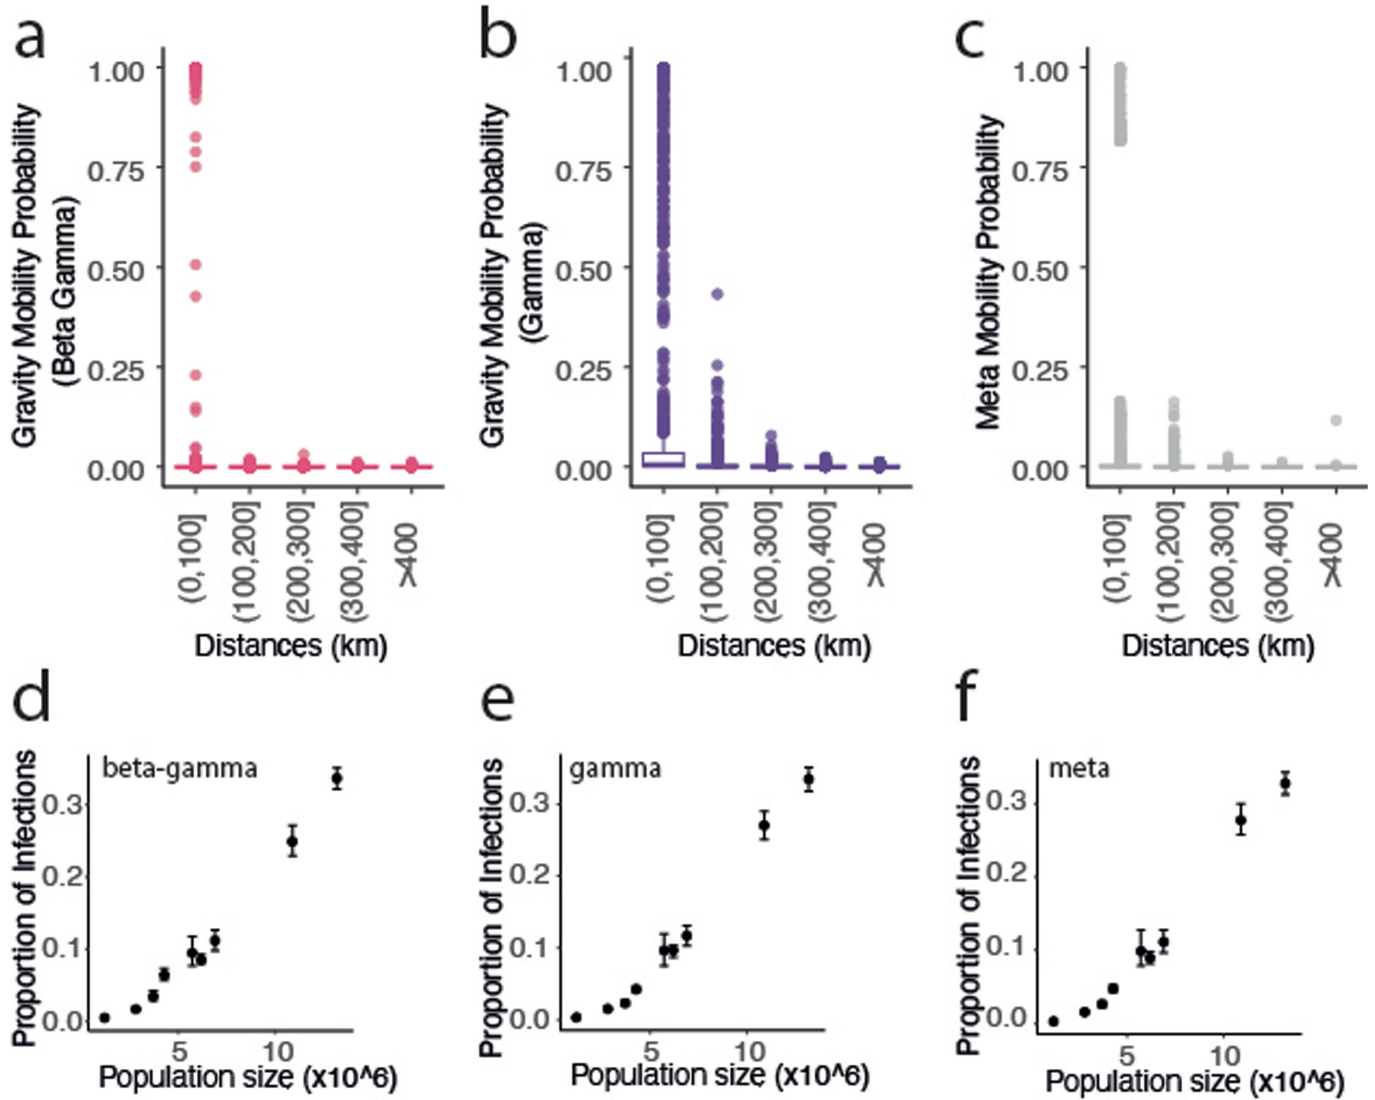 a
Gravity Mobility Probability
(Beta Gamma)
1.00
0.75
0.50
0.25
0.00
(0,100]
(100,200]
(200,300]
(300,400]
>400
Distances (km)
b
Gravity Mobility Probability
(Gamma)
1.00
0.75
0.50
0.25
0.00
(0,100]
(100,200]
(200,300]
(300,400]
>400
Distances (km)
c
Meta Mobility Probability
1.00
0.75
0.50
0.25
0.00
(0,100]
(100,200]
(200,300]
(300,400]
>400
Distances (km)
d
Proportion of Infections
beta-gamma
0.3
0.2
0.1
0.0
5
10
Population size (x10^6)
e
Proportion of Infections
gamma
0.3
0.2
0.1
0.0
5
10
Population size (x10^6)
f
Proportion of Infections
meta
0.3
0.2
0.1
0.0
5
10
Population size (x10^6)